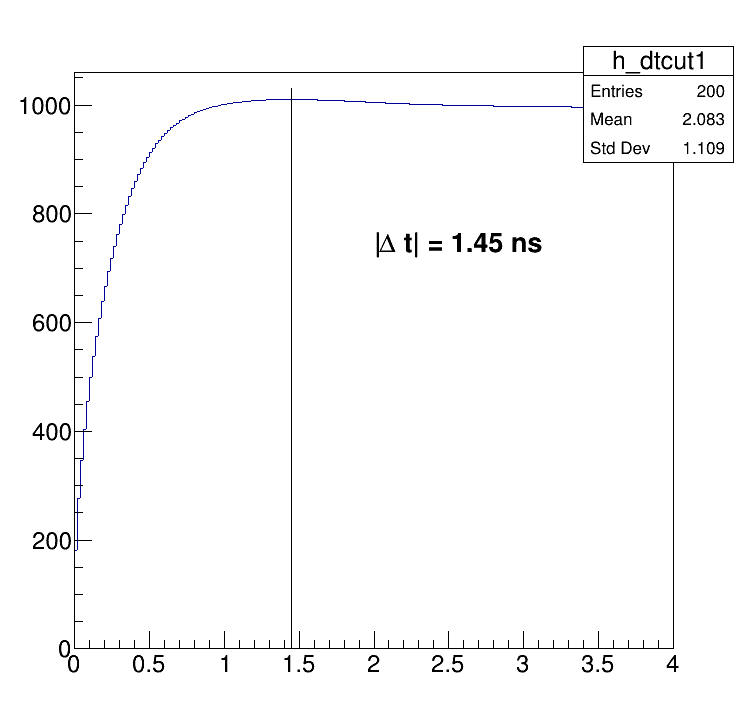 h_dtcut1
Entries 200
Mean 2.083
Std Dev 1.109
1000
800
600
400
200
0
|Δ t| = 1.45 ns
0 0.5 1 1.5 2 2.5 3 3.5 4